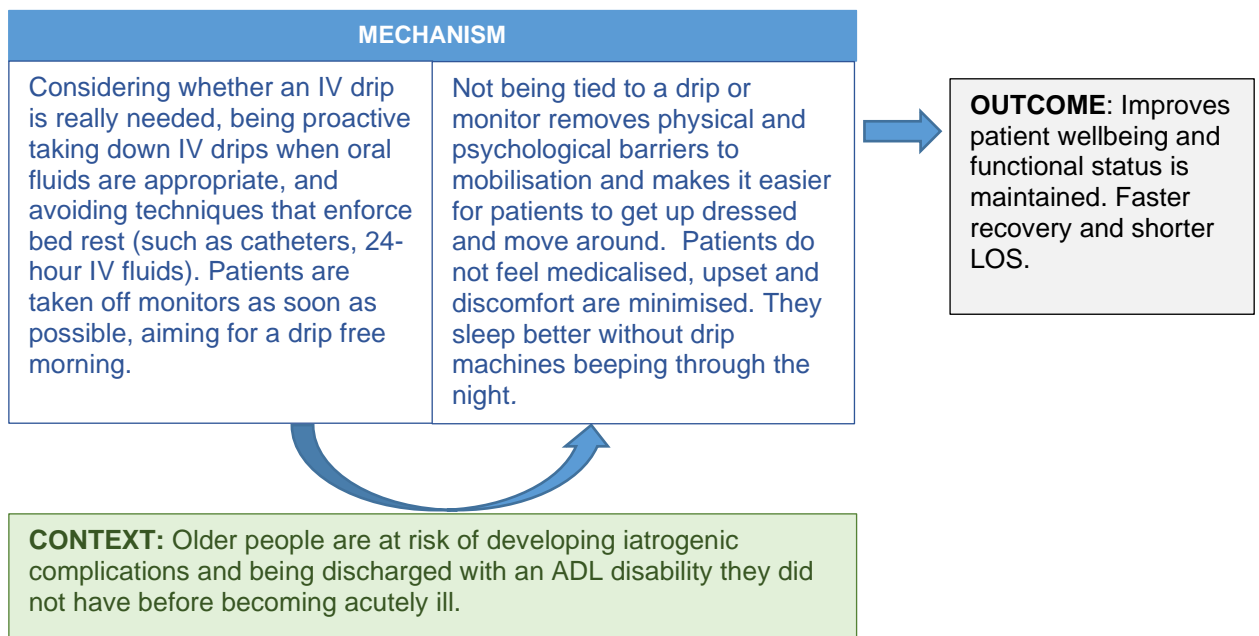 MECHANISM
Considering whether an IV drip
is really needed, being proactive
taking down IV drips when oral
fluids are appropriate, and
avoiding techniques that enforce
bed rest (such as catheters, 24-
hour IV fluids). Patients are
taken off monitors as soon as
possible, aiming for a drip free
morning.
Not being tied to a drip or
monitor removes physical and
psychological barriers to
mobilisation and makes it easier
for patients to get up dressed
and move around.  Patients do
not feel medicalised, upset and
discomfort are minimised. They
sleep better without drip
machines beeping through the
night.
OUTCOME: Improves
patient wellbeing and
functional status is
maintained. Faster
recovery and shorter
LOS.
CONTEXT: Older people are at risk of developing iatrogenic
complications and being discharged with an ADL disability they did
not have before becoming acutely ill.